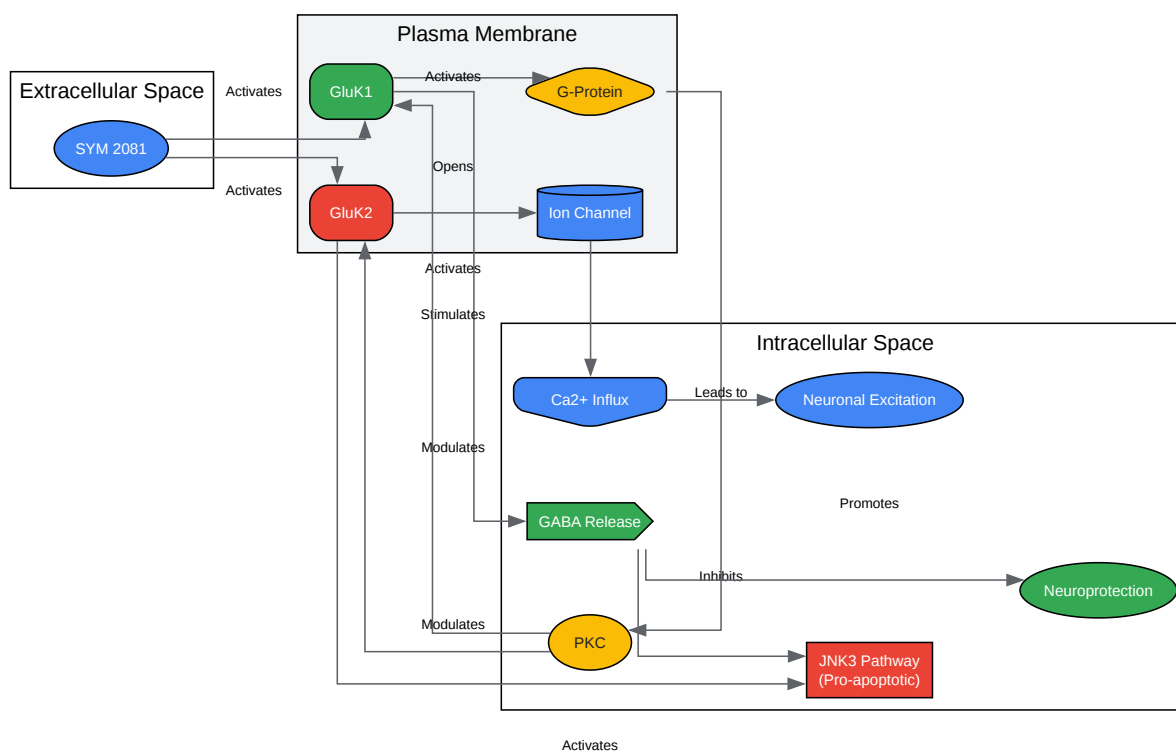 Plasma Membrane
Extracellular Space
Activates
GluK1
Activates
G-Protein
SYM 2081
Opens
Activates
GluK2
Ion Channel
Activates
Stimulates
Intracellular Space
Ca2+ Influx
Leads to
Neuronal Excitation
Modulates
Promotes
GABA Release
Inhibits
Neuroprotection
Modulates
PKC
JNK3 Pathway
(Pro-apoptotic)
Activates